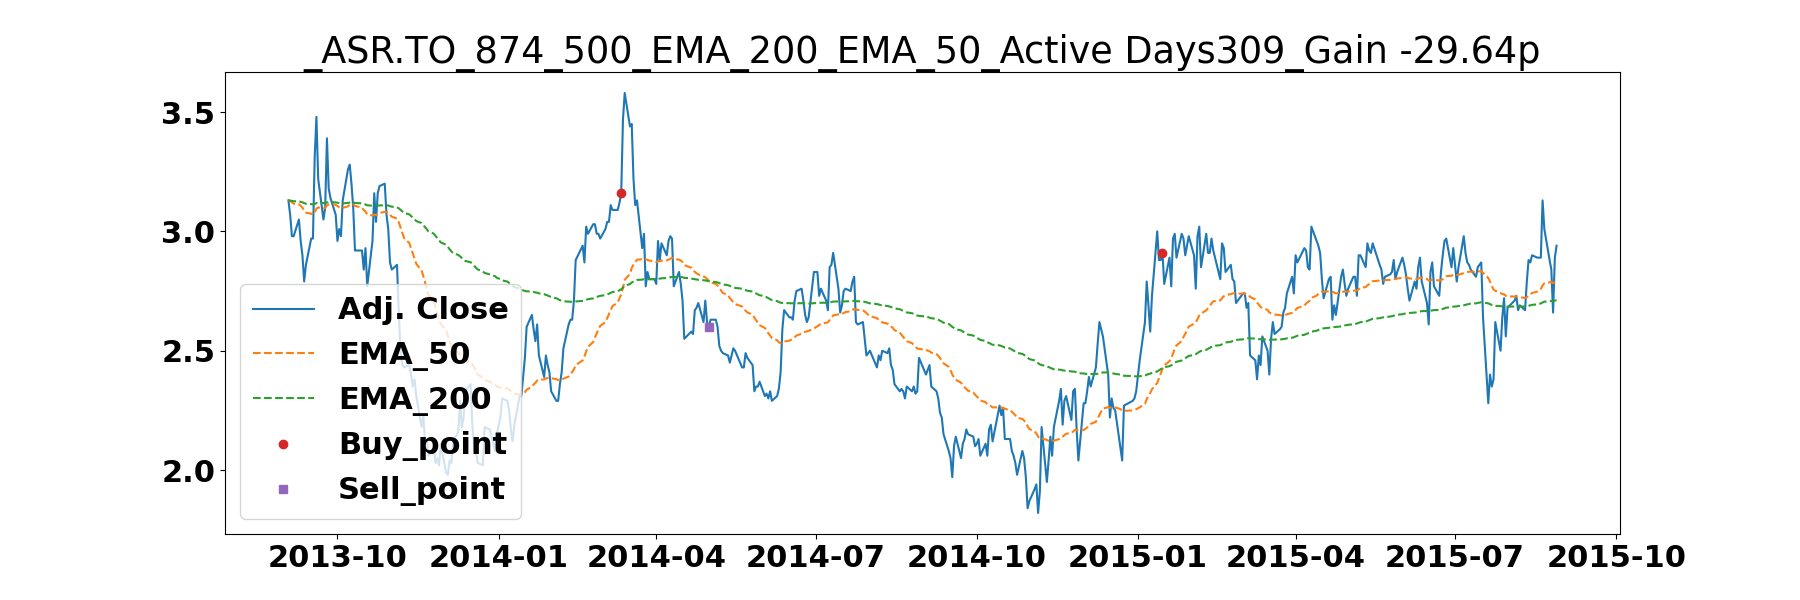 _ASR.TO_874_500_EMA_200_EMA_50_Active Days309_Gain -29.64p
3.5
3.0
2.5
2.0
Adj. Close
EMA_50
EMA_200
Buy_point
Sell_point
2013-10 2014-01 2014-04 2014-07 2014-10 2015-01 2015-04 2015-07 2015-10